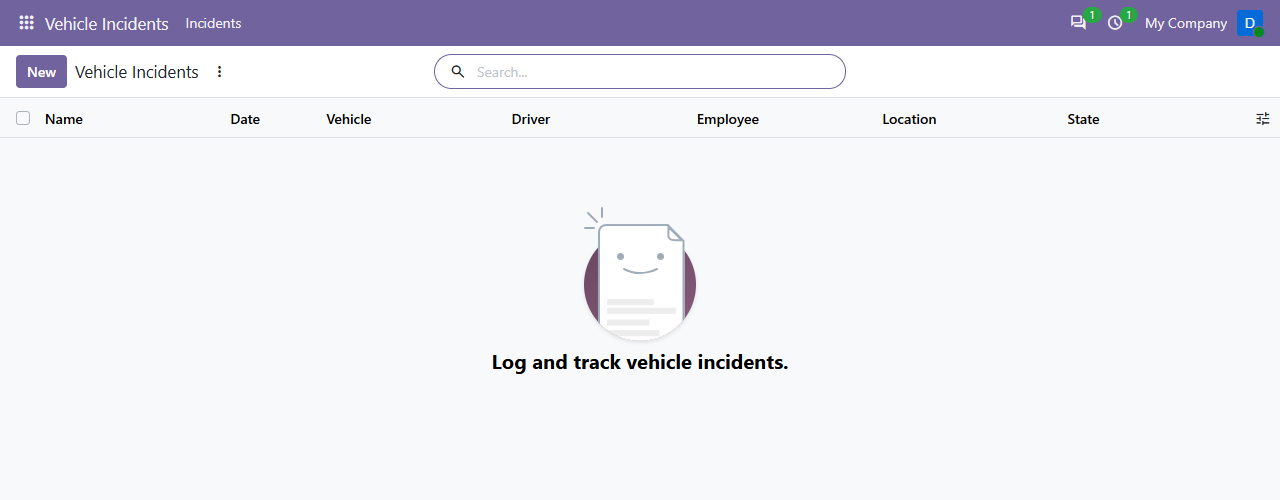 Vehicle Incidents Incidents 1 1 My Company D
New Vehicle Incidents Search...
Name Date Vehicle Driver Employee Location State
Log and track vehicle incidents.